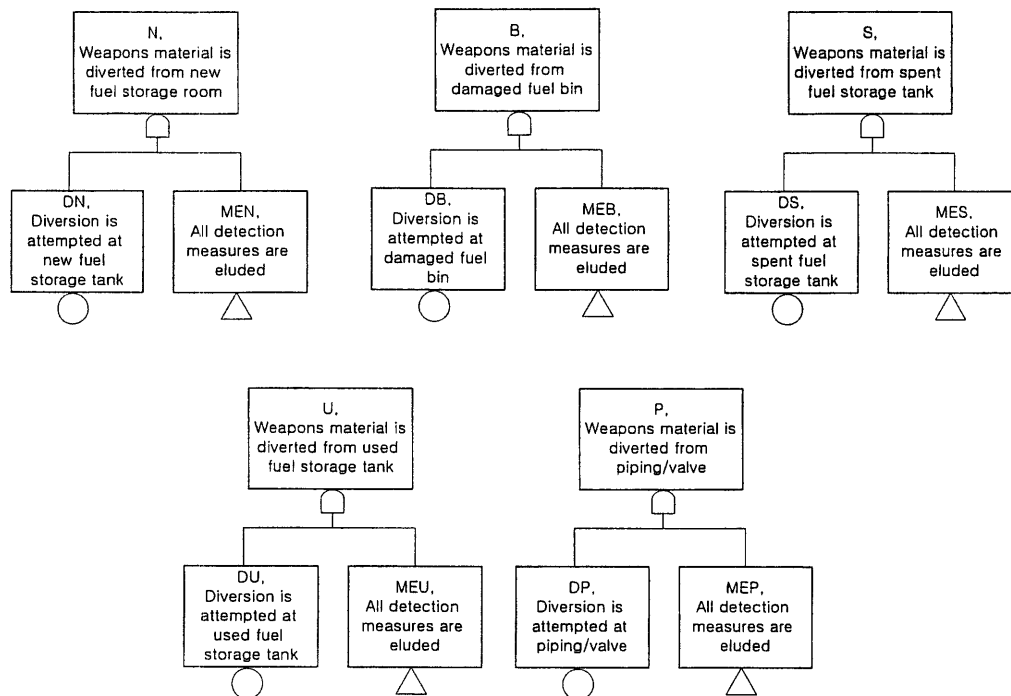 N,
Weapons material is
diverted from new
fuel storage room
B,
Weapons material is
diverted from
damaged fuel bin
S,
Weapons material is
diverted from spent
fuel storage tank
DN,
Diversion is
attempted at
new fuel
storage tank
MEN,
All detection
measures are
eluded
DB,
Diversion is
attempted at
damaged fuel
bin
MEB,
All detection
measures are
eluded
DS,
Diversion is
attempted at
spent fuel
storage tank
MES,
All detection
measures are
eluded
U,
Weapons material is
diverted from used
fuel storage tank
P,
Weapons material is
diverted from
piping/valve
DU,
Diversion is
attempted at
used fuel
storage tank
MEU,
All detection
measures are
eluded
DP,
Diversion is
attempted at
piping/valve
MEP,
All detection
measures are
eluded